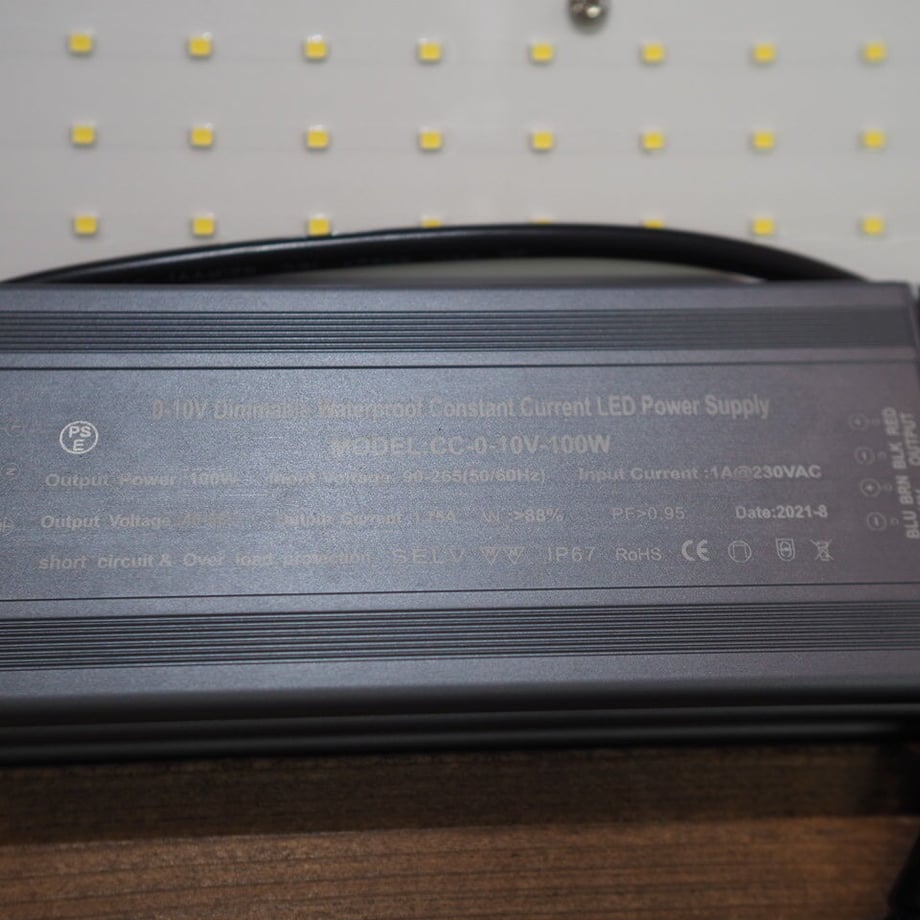 0-10V Dimmable Waterproof Constant Current LED Power Supply
PS
E
MODEL:CC-0-10V-100W
Output Power :100W Input Voltage: 90-265(50/60Hz) Input Current :1A@230VAC
Output Voltage Output Current >88% PF>0.95 Date:2021-8
short circuit & Over load protection SELV IP67 RoHS CE
BLU BRN BLK RED
OUTPUT